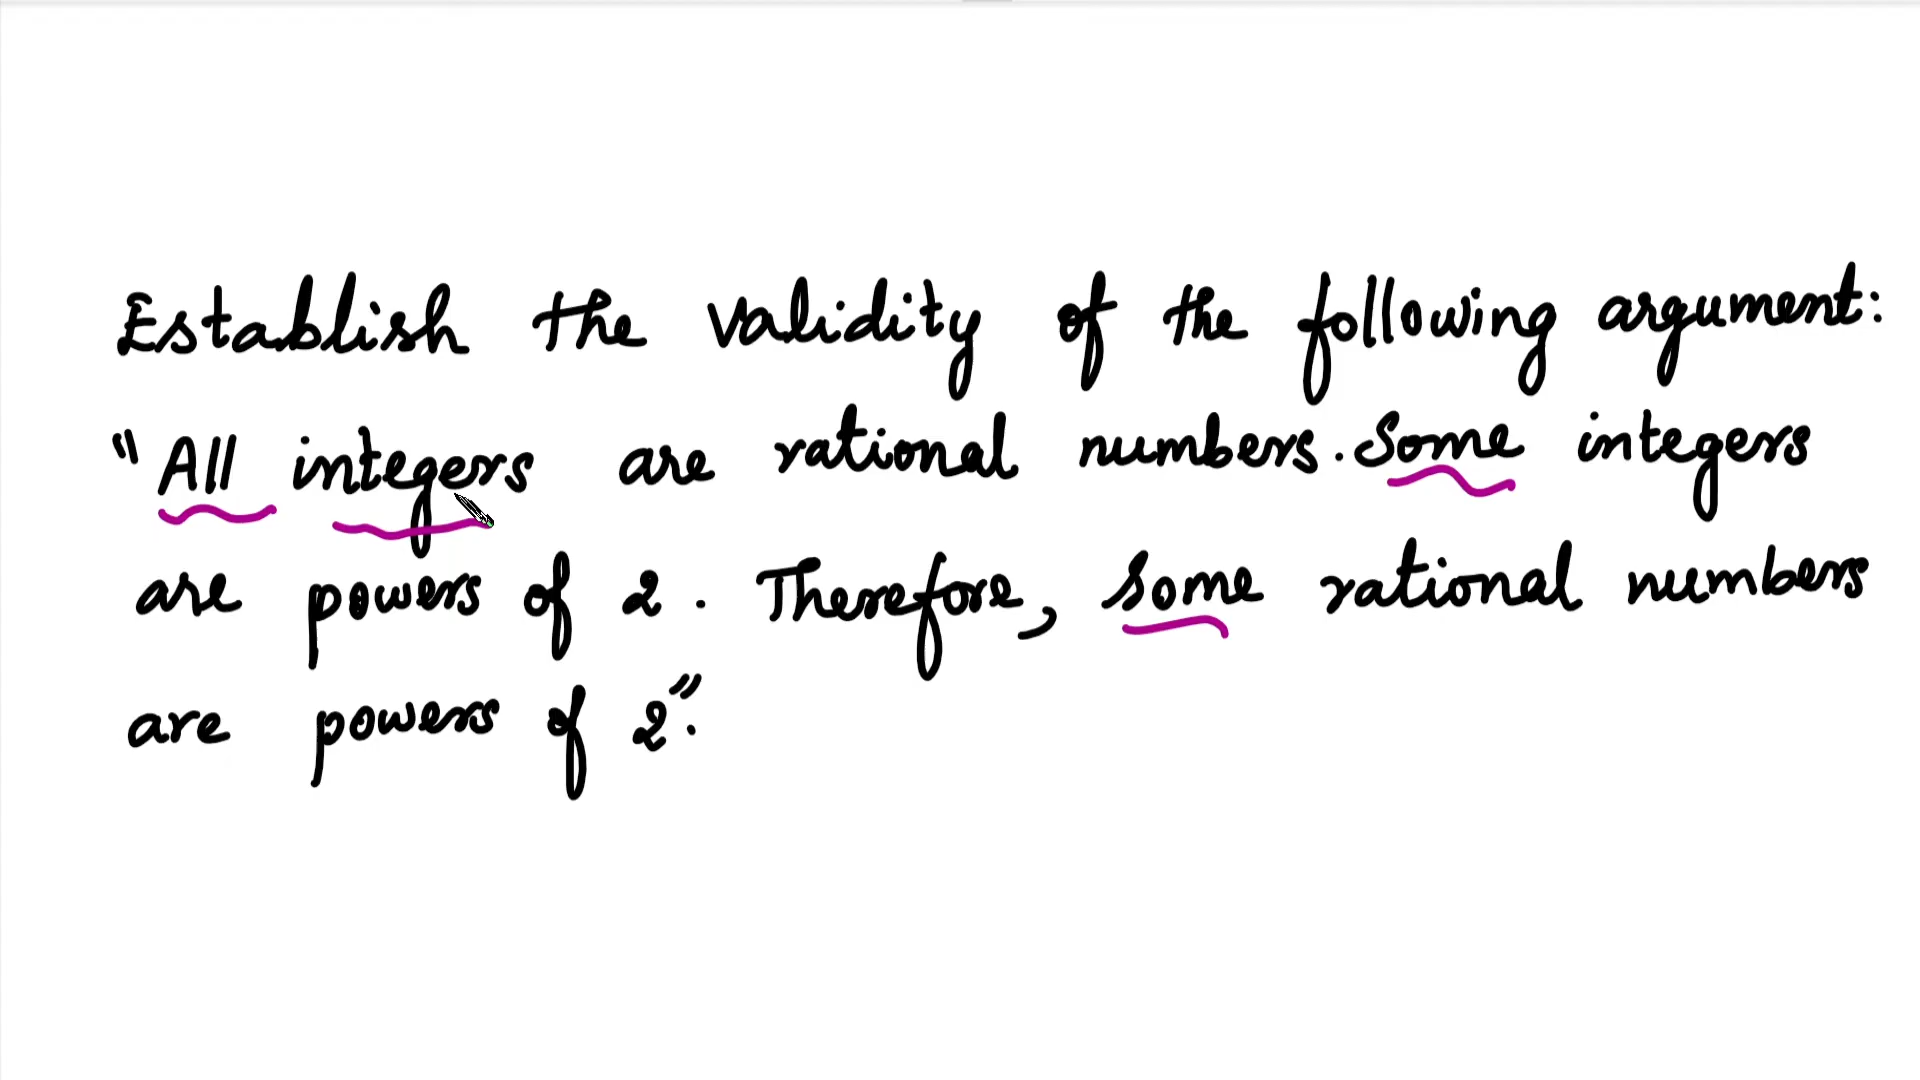 Establish the validity of the following argument:
"All integers are rational numbers. Some integers
are powers of 2. Therefore, some rational numbers
are powers of 2".